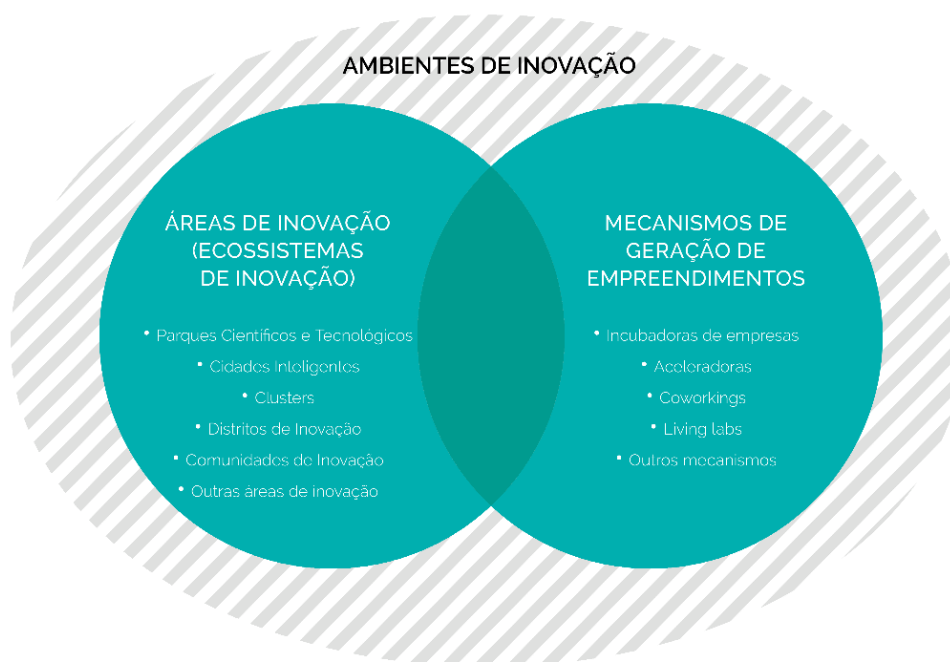 AMBIENTES DE INOVAÇÃO
ÁREAS DE INOVAÇÃO
(ECOSSISTEMAS
DE INOVAÇÃO)
• Parques Científicos e Tecnológicos
• Cidades Inteligentes
• Clusters
• Distritos de Inovação
• Comunidades de Inovação
• Outras áreas de inovação
MECANISMOS DE
GERAÇÃO DE
EMPREENDIMENTOS
• Incubadoras de empresas
• Aceleradoras
• Coworkings
• Living labs
• Outros mecanismos